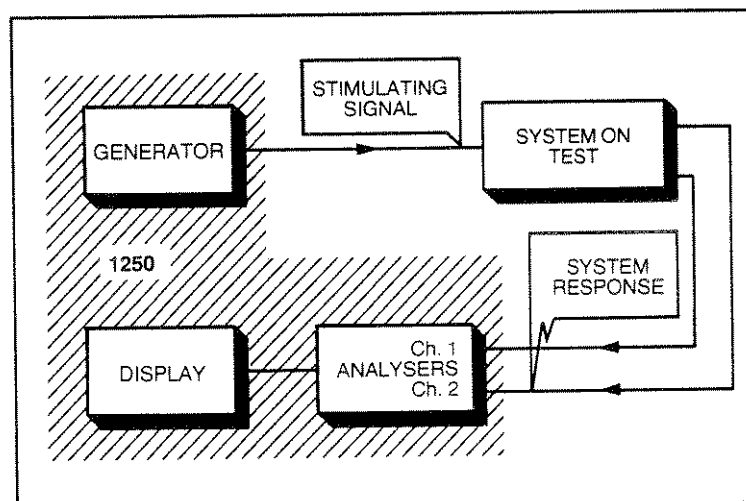 STIMULATING
SIGNAL
GENERATOR
SYSTEM ON
TEST
1250
SYSTEM
RESPONSE
DISPLAY
Ch. 1
ANALYSERS
Ch. 2